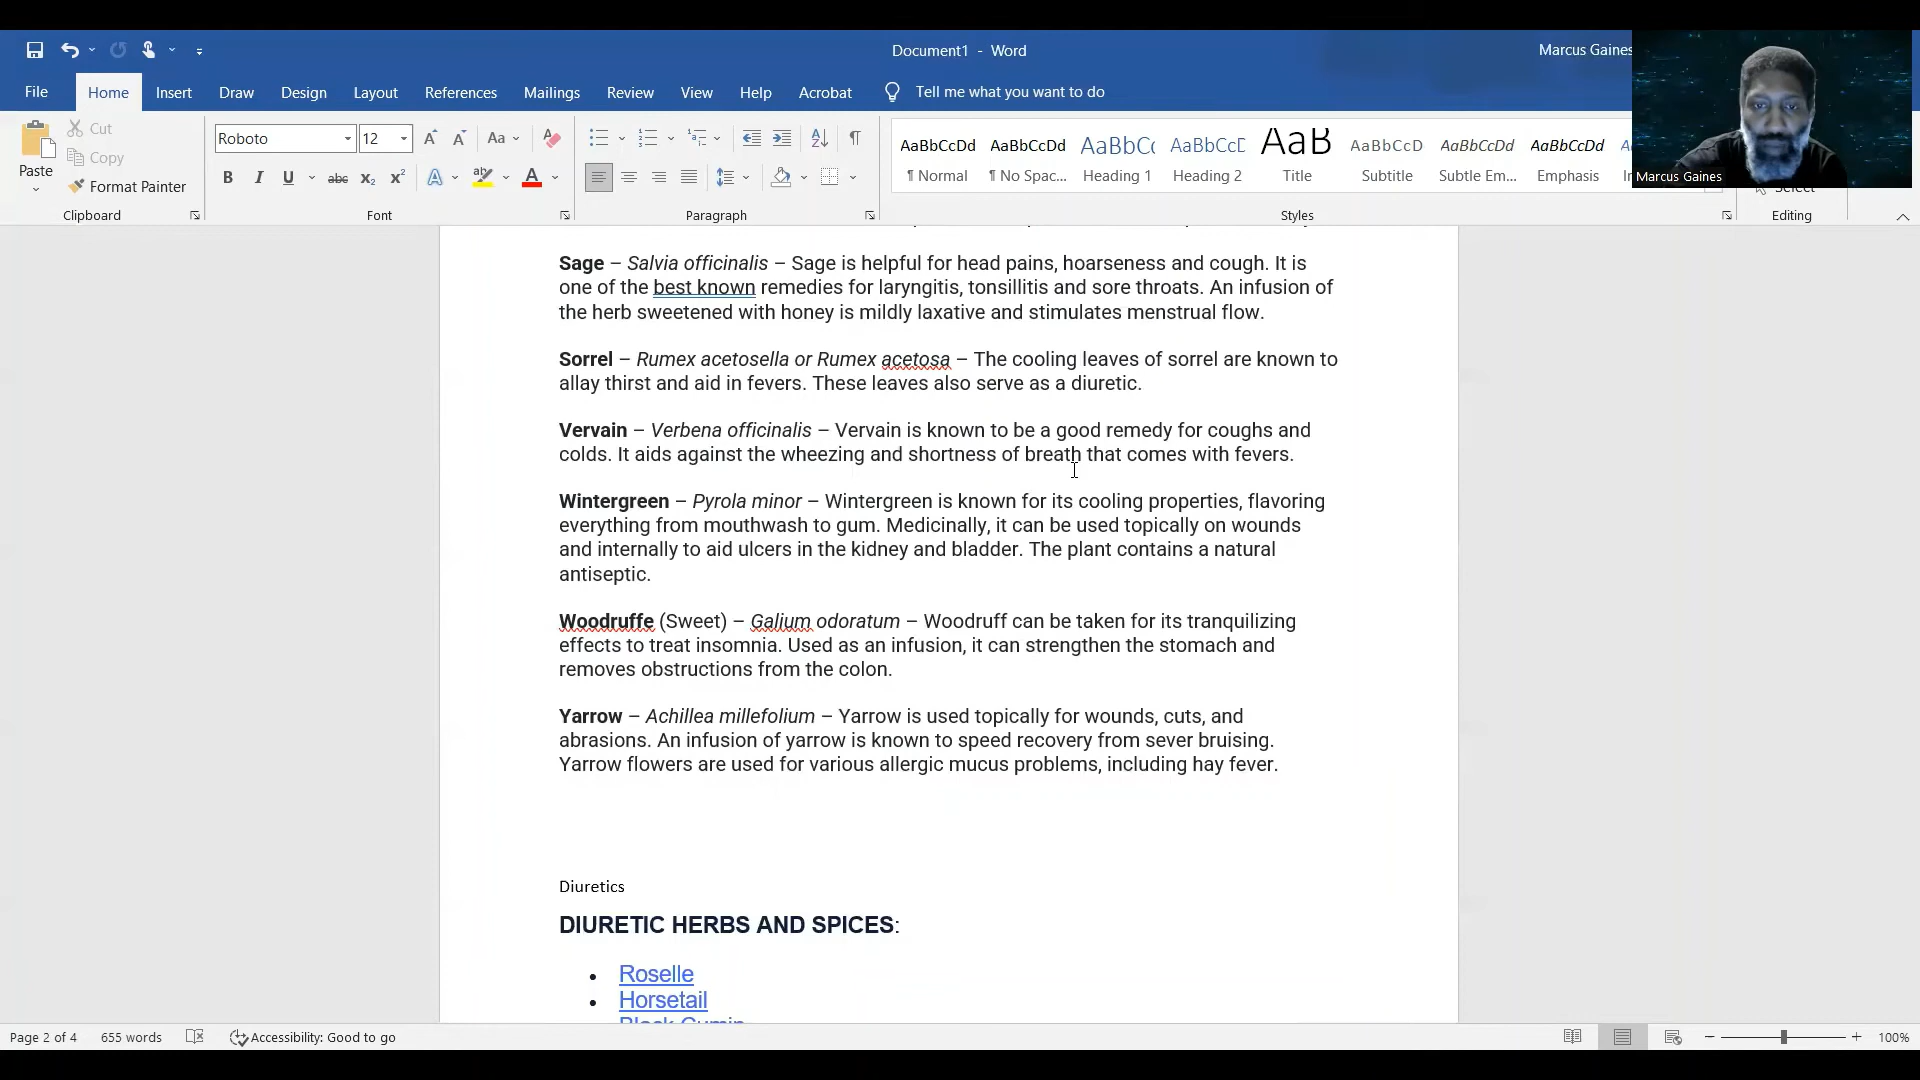 Document1 - Word
Marcus Gaines
File Home Insert Draw Design Layout References Mailings Review View Help Acrobat Tell me what you want to do
Paste
Cut
Copy
Format Painter
Clipboard
Roboto 12
Font
Paragraph
AaBbCcDd AaBbCcDd AaBbC AaBbCcD AaB AaBbCcD AaBbCcDd AaBbCcDd
¶ Normal ¶ No Spac... Heading 1 Heading 2 Title Subtitle Subtle Em... Emphasis
Styles
Marcus Gaines
Select
Editing
Sage – Salvia officinalis – Sage is helpful for head pains, hoarseness and cough. It is
one of the best known remedies for laryngitis, tonsillitis and sore throats. An infusion of
the herb sweetened with honey is mildly laxative and stimulates menstrual flow.
Sorrel – Rumex acetosella or Rumex acetosa – The cooling leaves of sorrel are known to
allay thirst and aid in fevers. These leaves also serve as a diuretic.
Vervain – Verbena officinalis – Vervain is known to be a good remedy for coughs and
colds. It aids against the wheezing and shortness of breath that comes with fevers.
Wintergreen – Pyrola minor – Wintergreen is known for its cooling properties, flavoring
everything from mouthwash to gum. Medicinally, it can be used topically on wounds
and internally to aid ulcers in the kidney and bladder. The plant contains a natural
antiseptic.
Woodruffe (Sweet) – Galium odoratum – Woodruff can be taken for its tranquilizing
effects to treat insomnia. Used as an infusion, it can strengthen the stomach and
removes obstructions from the colon.
Yarrow – Achillea millefolium – Yarrow is used topically for wounds, cuts, and
abrasions. An infusion of yarrow is known to speed recovery from sever bruising.
Yarrow flowers are used for various allergic mucus problems, including hay fever.
Diuretics
DIURETIC HERBS AND SPICES:
• Roselle
• Horsetail
Black Cumin
Page 2 of 4 655 words Accessibility: Good to go 100%